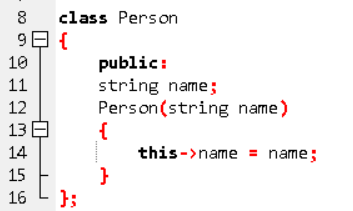 8 class Person
9 {
10 public:
11 string name;
12 Person(string name)
13 {
14 this->name = name;
15 }
16 };